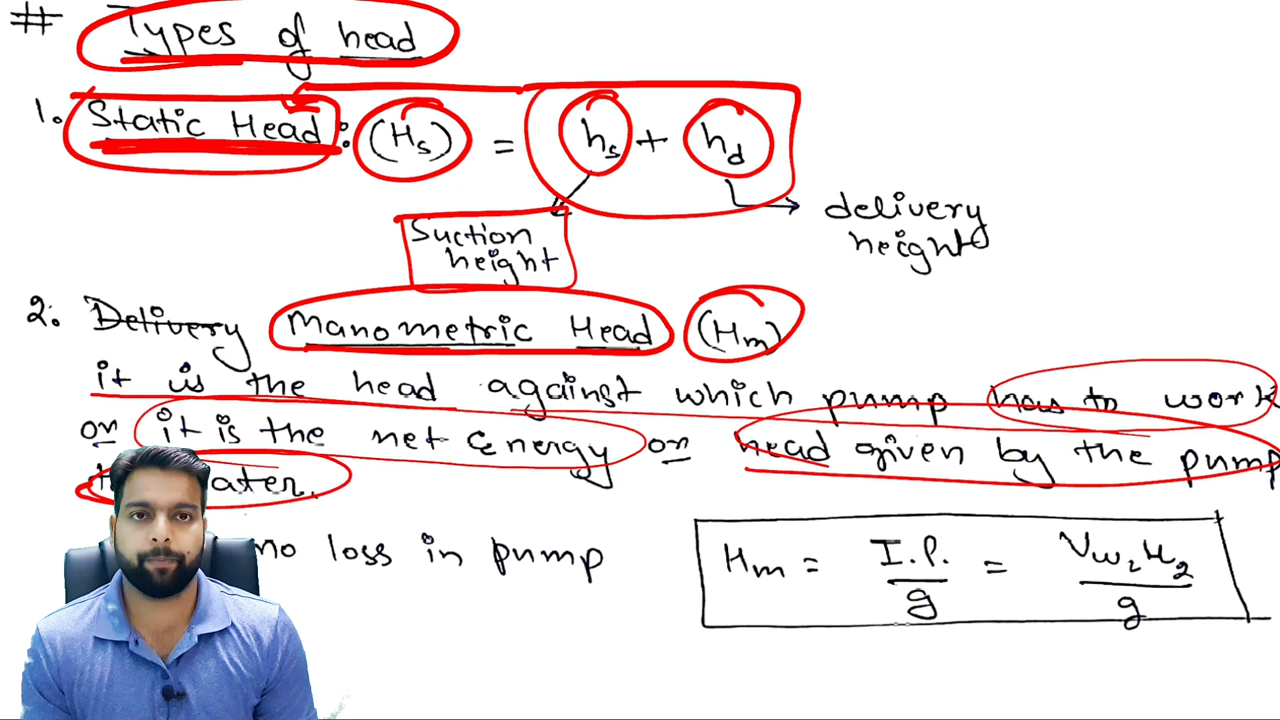 # Types of head
1. Static Head : (Hs) = hs + hd
Suction height
delivery height
2. Delivery Manometric Head (Hm)
it is the head against which pump has to work
or it is the net Energy or head given by the pump
ater.
no loss in pump
Hm = I.P./g = Vw2 u2/g